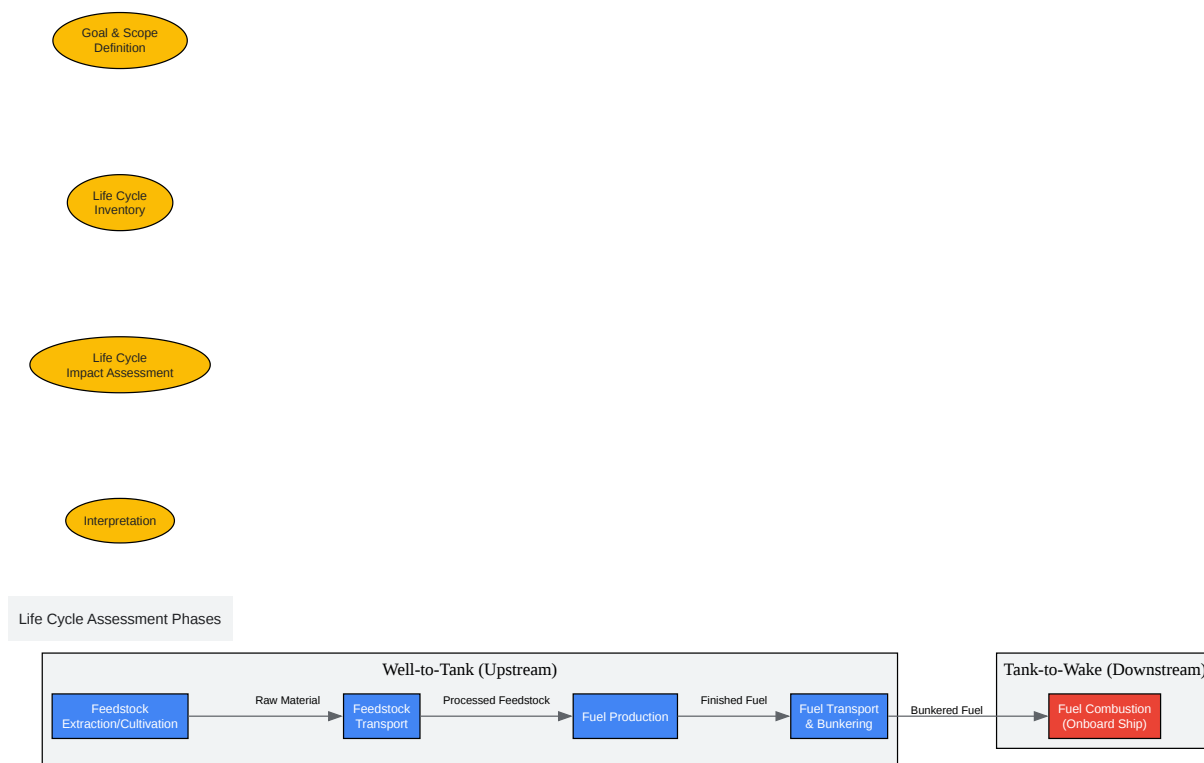 Goal & Scope
Definition
Life Cycle
Inventory
Life Cycle
Impact Assessment
Interpretation
Life Cycle Assessment Phases
Well-to-Tank (Upstream)
Tank-to-Wake (Downstream)
Feedstock
Extraction/Cultivation
Raw Material
Feedstock
Transport
Processed Feedstock
Fuel Production
Finished Fuel
Fuel Transport
& Bunkering
Bunkered Fuel
Fuel Combustion
(Onboard Ship)